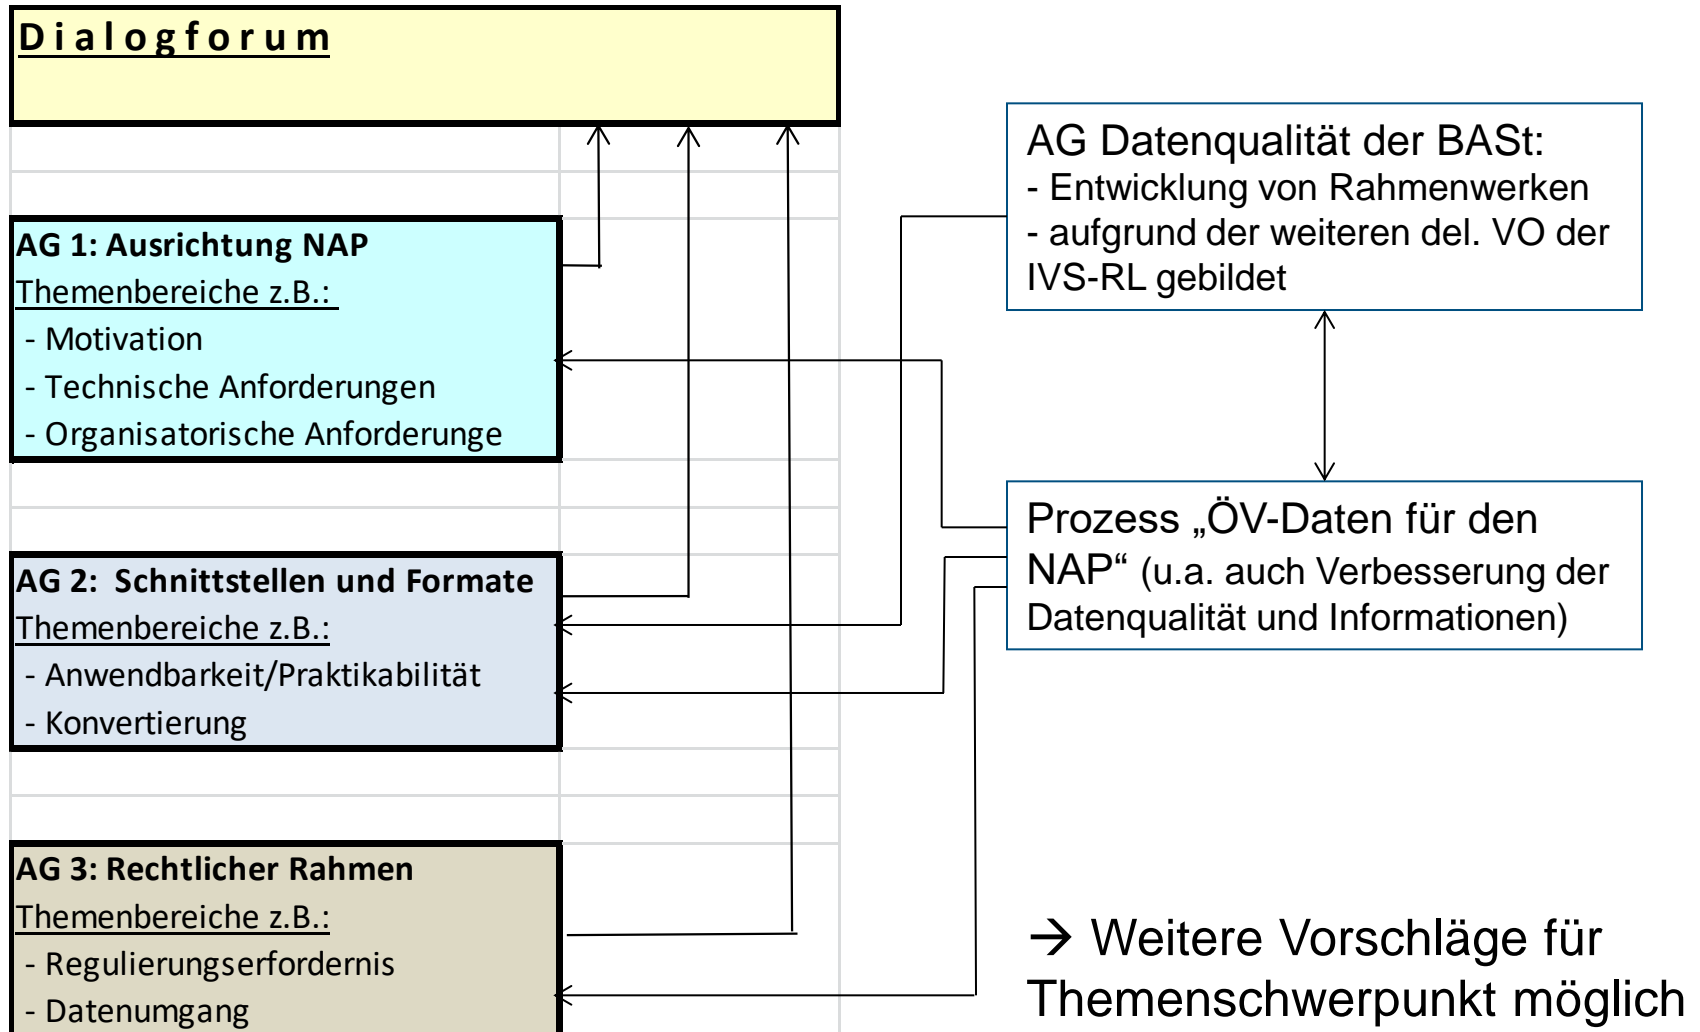 Dialogforum
AG 1: Ausrichtung NAP
Themenbereiche z.B.:
- Motivation
- Technische Anforderungen
- Organisatorische Anforderunge
AG 2: Schnittstellen und Formate
Themenbereiche z.B.:
- Anwendbarkeit/Praktikabilität
- Konvertierung
AG 3: Rechtlicher Rahmen
Themenbereiche z.B.:
- Regulierungserfordernis
- Datenumgang
AG Datenqualität der BASt:
- Entwicklung von Rahmenwerken
- aufgrund der weiteren del. VO der
IVS-RL gebildet
Prozess „ÖV-Daten für den
NAP“ (u.a. auch Verbesserung der
Datenqualität und Informationen)
→ Weitere Vorschläge für
Themenschwerpunkt möglich